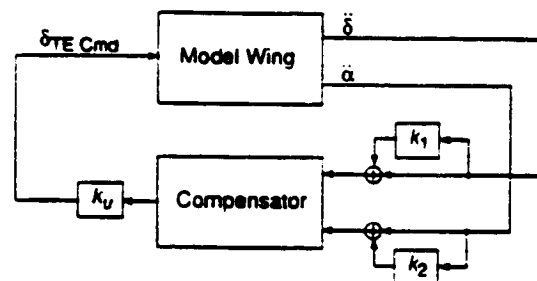 δTE Cmd
Model Wing
δ̈
α̈
k1
Compensator
ku
k2